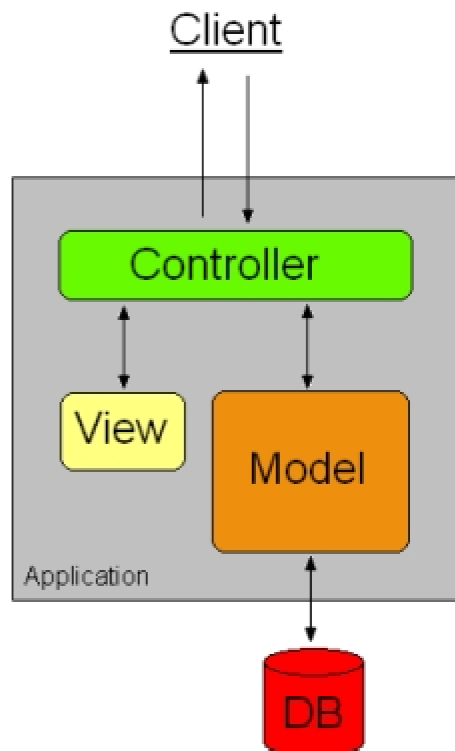 Client
Controller
View
Model
Application
DB